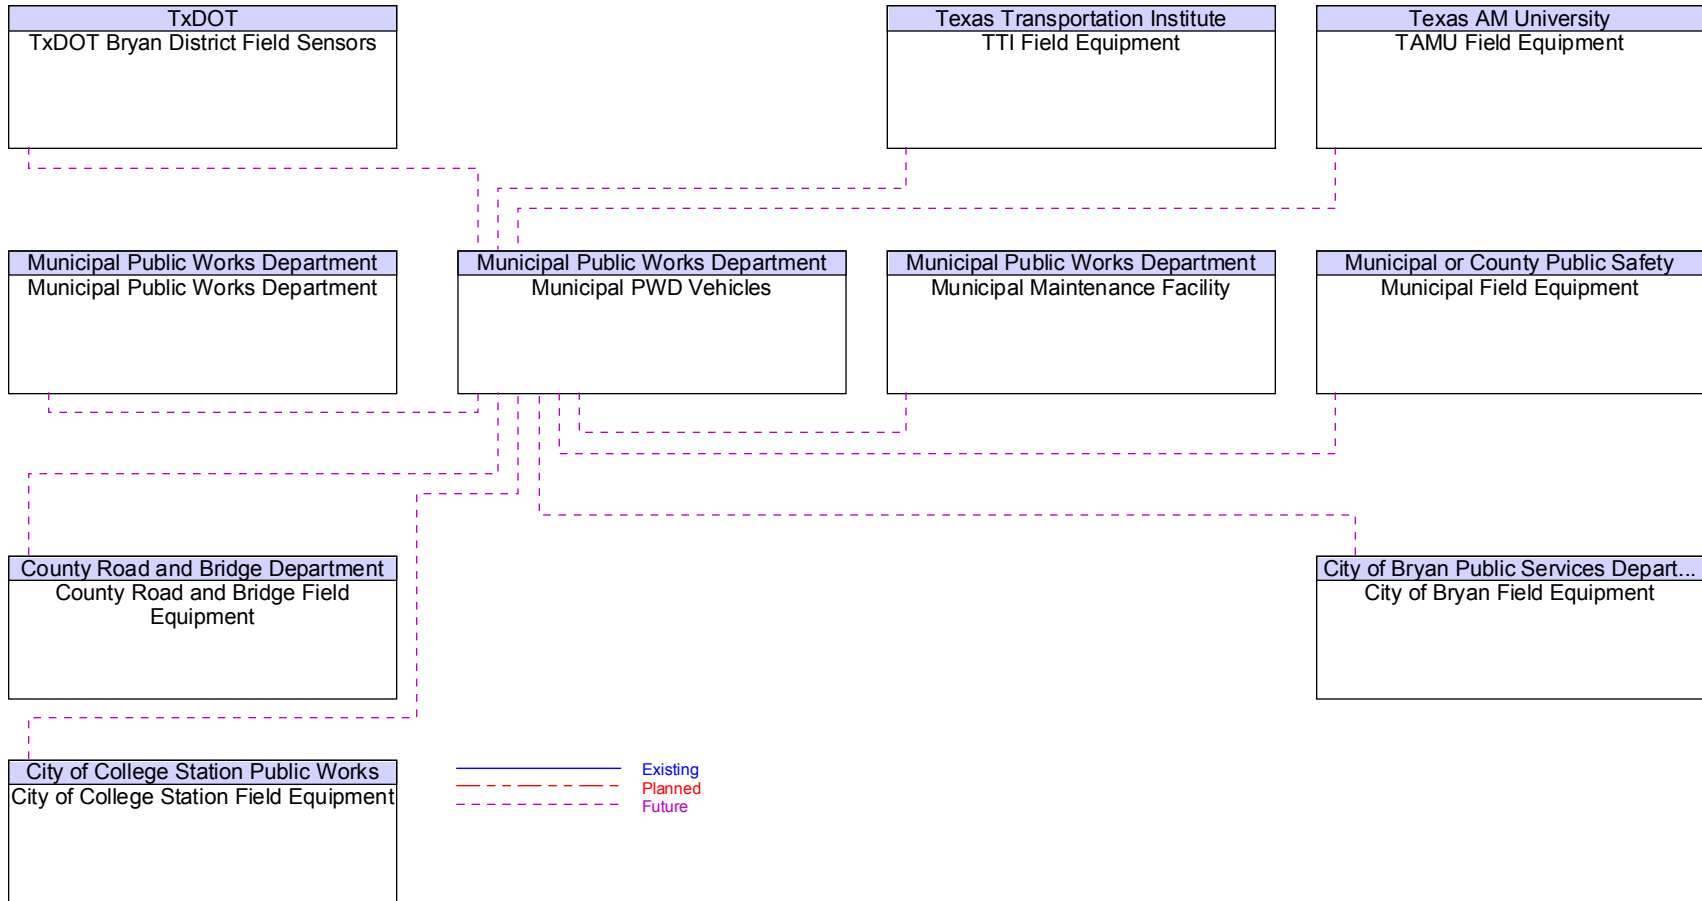 TxDOT
TxDOT Bryan District Field Sensors
Texas Transportation Institute
TTI Field Equipment
Texas AM University
TAMU Field Equipment
Municipal Public Works Department
Municipal Public Works Department
Municipal Public Works Department
Municipal PWD Vehicles
Municipal Public Works Department
Municipal Maintenance Facility
Municipal or County Public Safety
Municipal Field Equipment
County Road and Bridge Department
County Road and Bridge Field
Equipment
City of Bryan Public Services Depart...
City of Bryan Field Equipment
City of College Station Public Works
City of College Station Field Equipment
Existing
Planned
Future